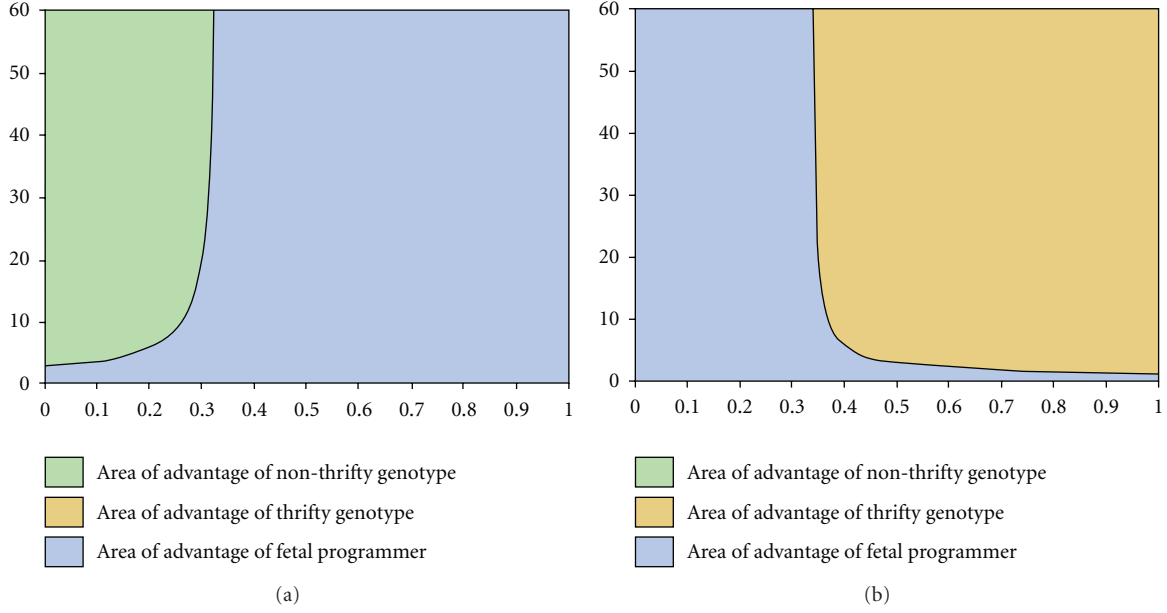 60
50
40
30
20
10
0
0 0.1 0.2 0.3 0.4 0.5 0.6 0.7 0.8 0.9 1
Area of advantage of non-thrifty genotype
Area of advantage of thrifty genotype
Area of advantage of fetal programmer
(a)
60
50
40
30
20
10
0
0 0.1 0.2 0.3 0.4 0.5 0.6 0.7 0.8 0.9 1
Area of advantage of non-thrifty genotype
Area of advantage of thrifty genotype
Area of advantage of fetal programmer
(b)